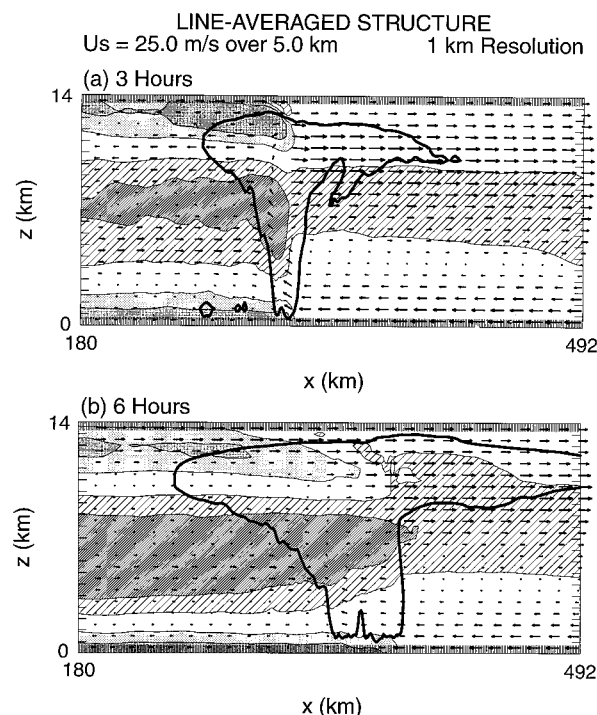 LINE-AVERAGED STRUCTURE
Us = 25.0 m/s over 5.0 km 1 km Resolution
(a) 3 Hours
14
z (km)
0
180 492
x (km)
(b) 6 Hours
14
z (km)
0
180 492
x (km)